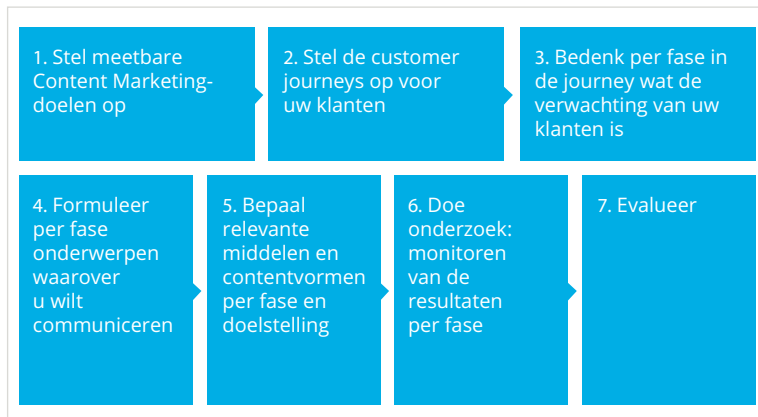 1. Stel meetbare
Content Marketing-
doelen op
2. Stel de customer
journeys op voor
uw klanten
3. Bedenk per fase in
de journey wat de
verwachting van uw
klanten is
4. Formuleer
per fase
onderwerpen
waarover
u wilt
communiceren
5. Bepaal
relevante
middelen en
contentvormen
per fase en
doelstelling
6. Doe
onderzoek:
monitoren
van de
resultaten
per fase
7. Evalueer